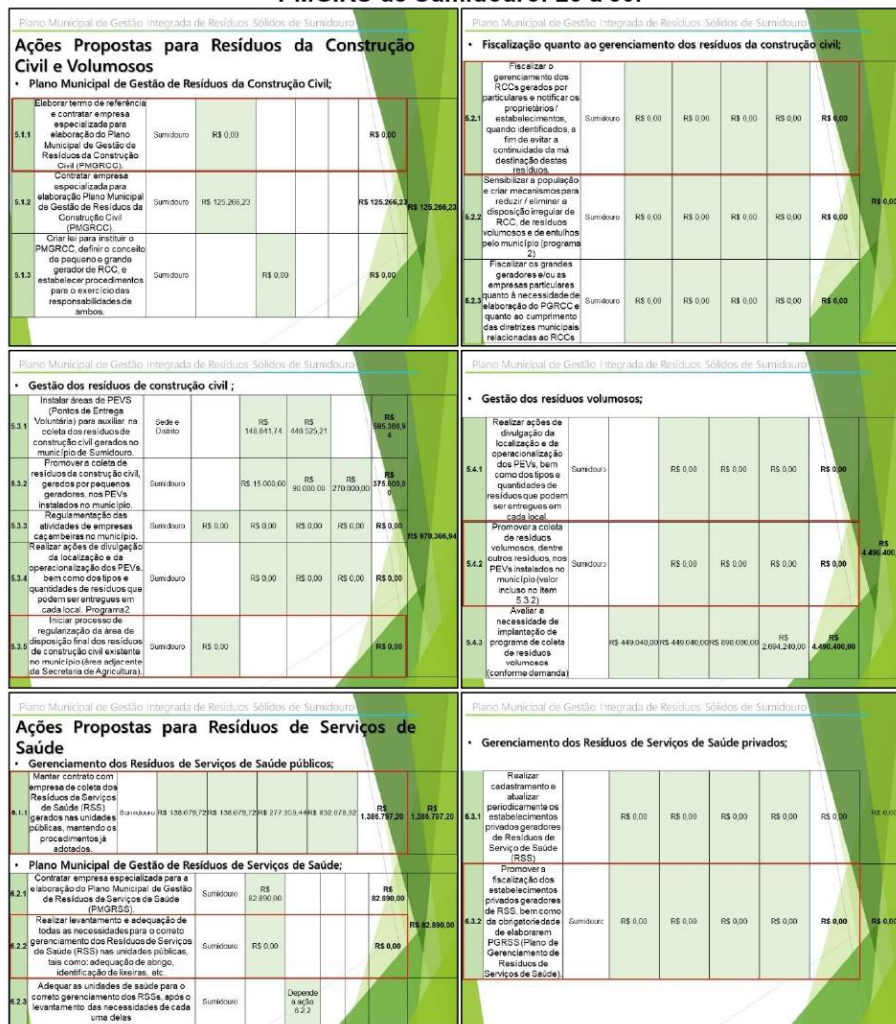 PMGIRS de Sumidouro: 25 a 30.
Plano Municipal de Gestão Integrada de Resíduos Sólidos de Sumidouro
Ações Propostas para Resíduos da Construção
Civil e Volumosos
• Plano Municipal de Gestão de Resíduos da Construção Civil;
5.1.1
Elaborar termo de referência
e contratar empresa
especializada para
elaboração do Plano
Municipal de Gestão de
Resíduos da Construção
Civil (PMGRCC).
Sumidouro
R$ 0,00
R$ 0,00
5.1.2
Contratar empresa
especializada para
elaboração Plano Municipal
de Gestão de Resíduos da
Construção Civil
(PMGRCC).
Sumidouro
R$ 125.266,23
R$ 125.266,23
R$ 125.266,23
5.1.3
Criar lei para instituir o
PMGRCC, definir o conceito
de pequeno e grande
gerador de RCC, e
estabelecer procedimentos
para o exercício das
responsabilidades de
ambos.
Sumidouro
R$ 0,00
R$ 0,00
Plano Municipal de Gestão Integrada de Resíduos Sólidos de Sumidouro
• Fiscalização quanto ao gerenciamento dos resíduos da construção civil;
5.2.1
Fiscalizar o
gerenciamento dos
RCCs gerados por
particulares e notificar os
proprietários /
estabelecimentos,
quando identificados, a
fim de evitar a
continuidade da má
destinação destes
resíduos.
Sumidouro
R$ 0,00
R$ 0,00
R$ 0,00
R$ 0,00
R$ 0,00
5.2.2
Sensibilizar a população
e criar mecanismos para
reduzir / eliminar a
disposição irregular de
RCC, de resíduos
volumosos e de entulhos
pelo município (programa
2)
Sumidouro
R$ 0,00
R$ 0,00
R$ 0,00
R$ 0,00
R$ 0,00
R$ 0,00
5.2.3
Fiscalizar os grandes
geradores e/ou as
empresas particulares
quanto à necessidade de
elaboração do PGRCC e
quanto ao cumprimento
das diretrizes municipais
relacionadas ao RCCs
Sumidouro
R$ 0,00
R$ 0,00
R$ 0,00
R$ 0,00
R$ 0,00
Plano Municipal de Gestão Integrada de Resíduos Sólidos de Sumidouro
• Gestão dos resíduos de construção civil ;
5.3.1
Instalar áreas de PEVS
(Pontos de Entrega
Voluntária) para auxiliar na
coleta dos resíduos de
construção civil gerados no
município de Sumidouro.
Sede e
Distrito
R$
449.525,21
R$
4
5.3.2
Promover a coleta de
resíduos da construção civil,
gerados por pequenos
geradores, nos PEVs
instalados no município.
Sumidouro
R$ 15.000,00
R$
90.000,00
R$
270.000,00
R$
375.000,0
0
5.3.3
Regulamentação das
atividades de empresas
caçambeiras no município.
Sumidouro
R$ 0,00
R$ 0,00
R$ 0,00
R$ 0,00
R$ 0,00
R$ 970.366,94
5.3.4
Realizar ações de divulgação
da localização e da
operacionalização dos PEVs,
bem como dos tipos e
quantidades de resíduos que
podem ser entregues em
cada local. Programa2
Sumidouro
R$ 0,00
R$ 0,00
R$ 0,00
R$ 0,00
5.3.5
Iniciar processo de
regularização da área de
disposição final dos resíduos
de construção civil existente
no município (área adjacente
da Secretaria de Agricultura).
Sumidouro
R$ 0,00
R$ 0,00
Plano Municipal de Gestão Integrada de Resíduos Sólidos de Sumidouro
• Gestão dos resíduos volumosos;
5.4.1
Realizar ações de
divulgação da
localização e da
operacionalização
dos PEVs, bem
como dos tipos e
quantidades de
resíduos que podem
ser entregues em
cada local.
Sumidouro
R$ 0,00
R$ 0,00
R$ 0,00
R$ 0,00
5.4.2
Promover a coleta
de resíduos
volumosos, dentre
outros resíduos, nos
PEVs instalados no
município (valor
incluso no item
5.3.2)
Sumidouro
R$ 0,00
R$ 0,00
R$ 0,00
R$ 0,00
R$
4.490.400,
5.4.3
Avaliar a
necessidade de
implantação de
programa de coleta
de resíduos
volumosos
(conforme demanda)
R$ 449.040,00
R$ 449.040,00
R$ 898.080,00
R$
2.694.240,00
R$
4.490.400,00
Plano Municipal de Gestão Integrada de Resíduos Sólidos de Sumidouro
Ações Propostas para Resíduos de Serviços de
Saúde
• Gerenciamento dos Resíduos de Serviços de Saúde públicos;
6.1.1
Manter contrato com
empresa de coleta dos
Resíduos de Serviços
de Saúde (RSS)
gerados nas unidades
públicas, mantendo os
procedimentos já
adotados.
Sumidouro
R$ 138.679,72
R$ 138.679,72
R$ 277.359,44
R$ 832.078,32
R$
1.386.797,20
R$
1.386.797,20
• Plano Municipal de Gestão de Resíduos de Serviços de Saúde;
6.2.1
Contratar empresa especializada para a
elaboração do Plano Municipal de Gestão
de Resíduos de Serviços de Saúde
(PMGRSS).
Sumidouro
R$
82.890,00
R$
82.890,00
6.2.2
Realizar levantamento e adequação de
todas as necessidades para o correto
gerenciamento dos Resíduos de Serviços
de Saúde (RSS) nas unidades públicas,
tais como: adequação de abrigo,
identificação de lixeiras, etc.
Sumidouro
R$ 0,00
R$ 0,00
R$ 82.890,00
6.2.3
Adequar as unidades de saúde para o
correto gerenciamento dos RSSs, após o
levantamento das necessidades de cada
uma delas
Sumidouro
Depende
a ação
6.2.2
Plano Municipal de Gestão Integrada de Resíduos Sólidos de Sumidouro
• Gerenciamento dos Resíduos de Serviços de Saúde privados;
6.3.1
Realizar
cadastramento e
atualizar
periodicamente os
estabelecimentos
privados geradores
de Resíduos de
Serviço de Saúde
(RSS)
R$ 0,00
R$ 0,00
R$ 0,00
R$ 0,00
R$ 0,00
R$ 0,00
6.3.2
Promover a
fiscalização dos
estabelecimentos
privados geradores
de RSS, bem como
da obrigatoriedade
de elaborarem
PGRSS (Plano de
Gerenciamento de
Resíduos de
Serviços de Saúde).
Sumidouro
R$ 0,00
R$ 0,00
R$ 0,00
R$ 0,00
R$ 0,00
R$ 0,00